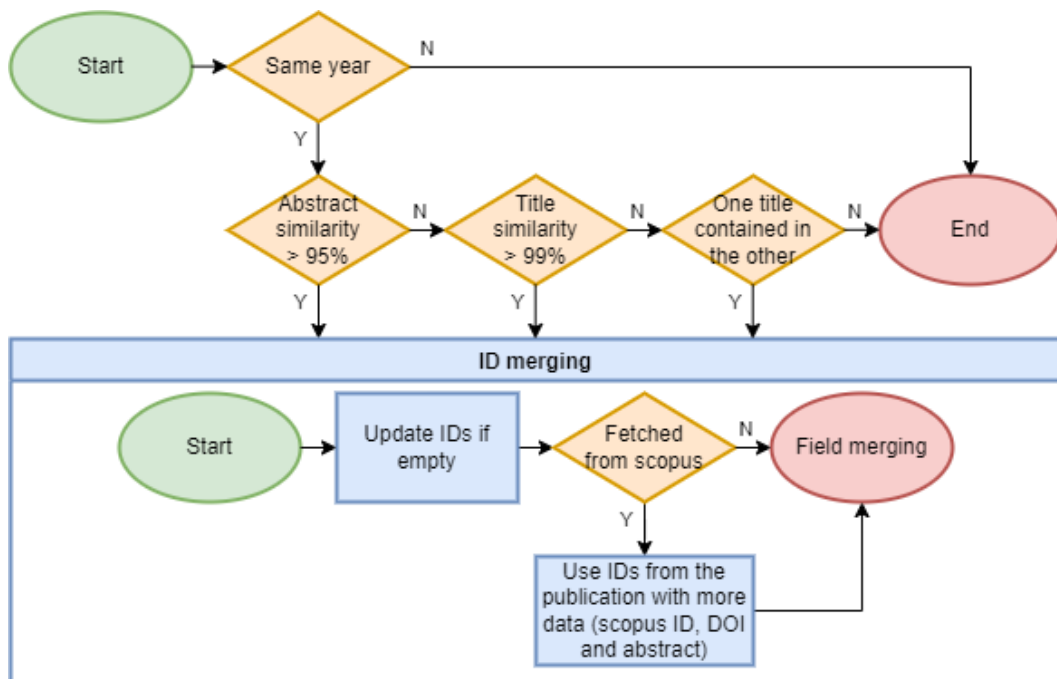 Start
Same year
N
Y
Abstract
similarity
> 95%
N
Title
similarity
> 99%
N
One title
contained in
the other
N
End
Y
Y
Y
ID merging
Start
Update IDs if
empty
Fetched
from scopus
N
Field merging
Y
Use IDs from the
publication with more
data (scopus ID, DOI
and abstract)